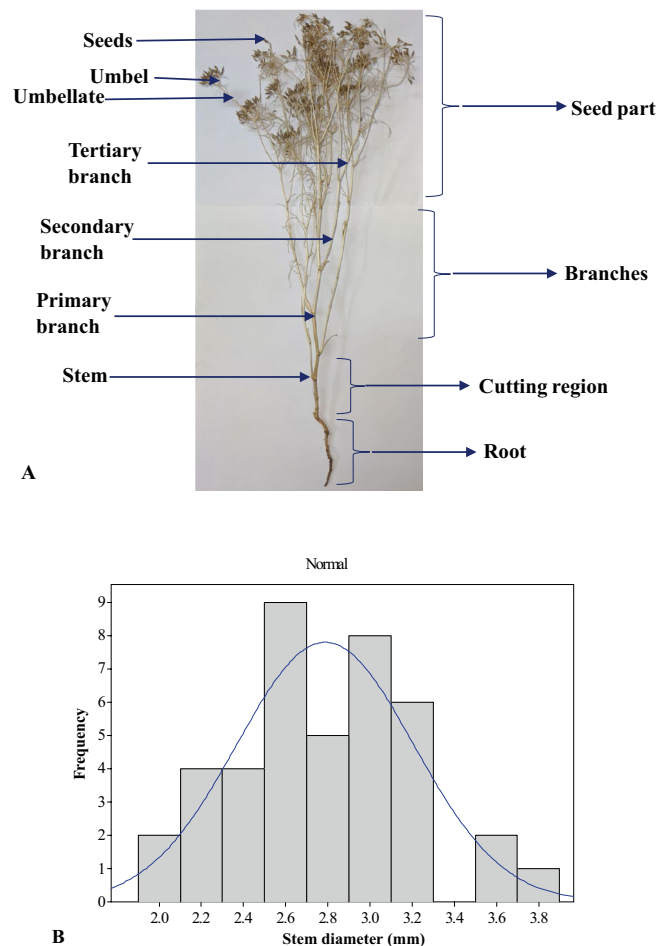 Seeds
Umbel
Umbellate
Seed part
Tertiary
branch
Secondary
branch
Branches
Primary
branch
Stem
Cutting region
Root
A
Normal
9
8
7
6
5
4
3
2
1
0
Frequency
2.0 2.2 2.4 2.6 2.8 3.0 3.2 3.4 3.6 3.8
Stem diameter (mm)
B